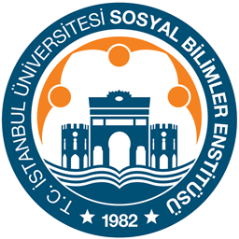 T.C. İSTANBUL ÜNİVERSİTESİ SOSYAL BİLİMLER ENSTİTÜSÜ
1982